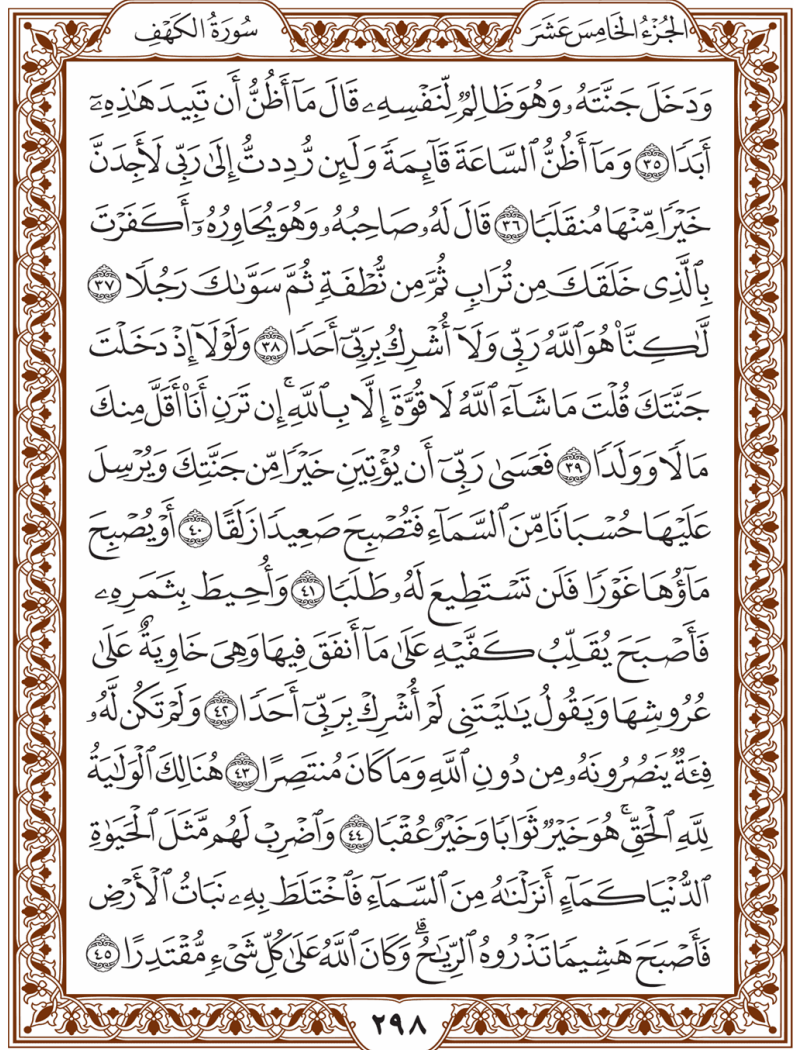 الجُزْءُ الخَامِسَ عَشَرَ
سُورَةُ الكَهْفِ
وَدَخَلَ جَنَّتَهُۥ وَهُوَ ظَالِمٌ لِّنَفْسِهِۦ قَالَ مَآ أَظُنُّ أَن تَبِيدَ هَٰذِهِۦٓ
أَبَدًا ٣٥ وَمَآ أَظُنُّ ٱلسَّاعَةَ قَآئِمَةً وَلَئِن رُّدِدتُّ إِلَىٰ رَبِّى لَأَجِدَنَّ
خَيْرًا مِّنْهَا مُنقَلَبًا ٣٦ قَالَ لَهُۥ صَاحِبُهُۥ وَهُوَ يُحَاوِرُهُۥٓ أَكَفَرْتَ
بِٱلَّذِى خَلَقَكَ مِن تُرَابٍ ثُمَّ مِن نُّطْفَةٍ ثُمَّ سَوَّىٰكَ رَجُلًا ٣٧
لَّٰكِنَّا۠ هُوَ ٱللَّهُ رَبِّى وَلَآ أُشْرِكُ بِرَبِّىٓ أَحَدًا ٣٨ وَلَوْلَآ إِذْ دَخَلْتَ
جَنَّتَكَ قُلْتَ مَا شَآءَ ٱللَّهُ لَا قُوَّةَ إِلَّا بِٱللَّهِۚ إِن تَرَنِ أَنَا۠ أَقَلَّ مِنكَ
مَالًا وَوَلَدًا ٣٩ فَعَسَىٰ رَبِّىٓ أَن يُؤْتِيَنِ خَيْرًا مِّن جَنَّتِكَ وَيُرْسِلَ
عَلَيْهَا حُسْبَانًا مِّنَ ٱلسَّمَآءِ فَتُصْبِحَ صَعِيدًا زَلَقًا ٤٠ أَوْ يُصْبِحَ
مَآؤُهَا غَوْرًا فَلَن تَسْتَطِيعَ لَهُۥ طَلَبًا ٤١ وَأُحِيطَ بِثَمَرِهِۦ
فَأَصْبَحَ يُقَلِّبُ كَفَّيْهِ عَلَىٰ مَآ أَنفَقَ فِيهَا وَهِىَ خَاوِيَةٌ عَلَىٰ
عُرُوشِهَا وَيَقُولُ يَٰلَيْتَنِى لَمْ أُشْرِكْ بِرَبِّىٓ أَحَدًا ٤٢ وَلَمْ تَكُن لَّهُۥ
فِئَةٌ يَنصُرُونَهُۥ مِن دُونِ ٱللَّهِ وَمَا كَانَ مُنتَصِرًا ٤٣ هُنَالِكَ ٱلْوَلَٰيَةُ
لِلَّهِ ٱلْحَقِّۚ هُوَ خَيْرٌ ثَوَابًا وَخَيْرٌ عُقْبًا ٤٤ وَٱضْرِبْ لَهُم مَّثَلَ ٱلْحَيَوٰةِ
ٱلدُّنْيَا كَمَآءٍ أَنزَلْنَٰهُ مِنَ ٱلسَّمَآءِ فَٱخْتَلَطَ بِهِۦ نَبَاتُ ٱلْأَرْضِ
فَأَصْبَحَ هَشِيمًا تَذْرُوهُ ٱلرِّيَٰحُۗ وَكَانَ ٱللَّهُ عَلَىٰ كُلِّ شَىْءٍ مُّقْتَدِرًا ٤٥
٢٩٨